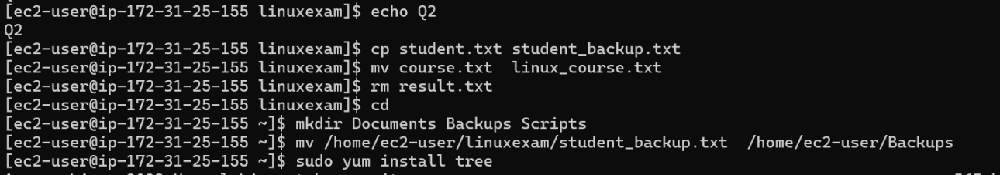 [ec2-user@ip-172-31-25-155 linuxexam]$ echo Q2
Q2
[ec2-user@ip-172-31-25-155 linuxexam]$ cp student.txt student_backup.txt
[ec2-user@ip-172-31-25-155 linuxexam]$ mv course.txt  linux_course.txt
[ec2-user@ip-172-31-25-155 linuxexam]$ rm result.txt
[ec2-user@ip-172-31-25-155 linuxexam]$ cd
[ec2-user@ip-172-31-25-155 ~]$ mkdir Documents Backups Scripts
[ec2-user@ip-172-31-25-155 ~]$ mv /home/ec2-user/linuxexam/student_backup.txt  /home/ec2-user/Backups
[ec2-user@ip-172-31-25-155 ~]$ sudo yum install tree